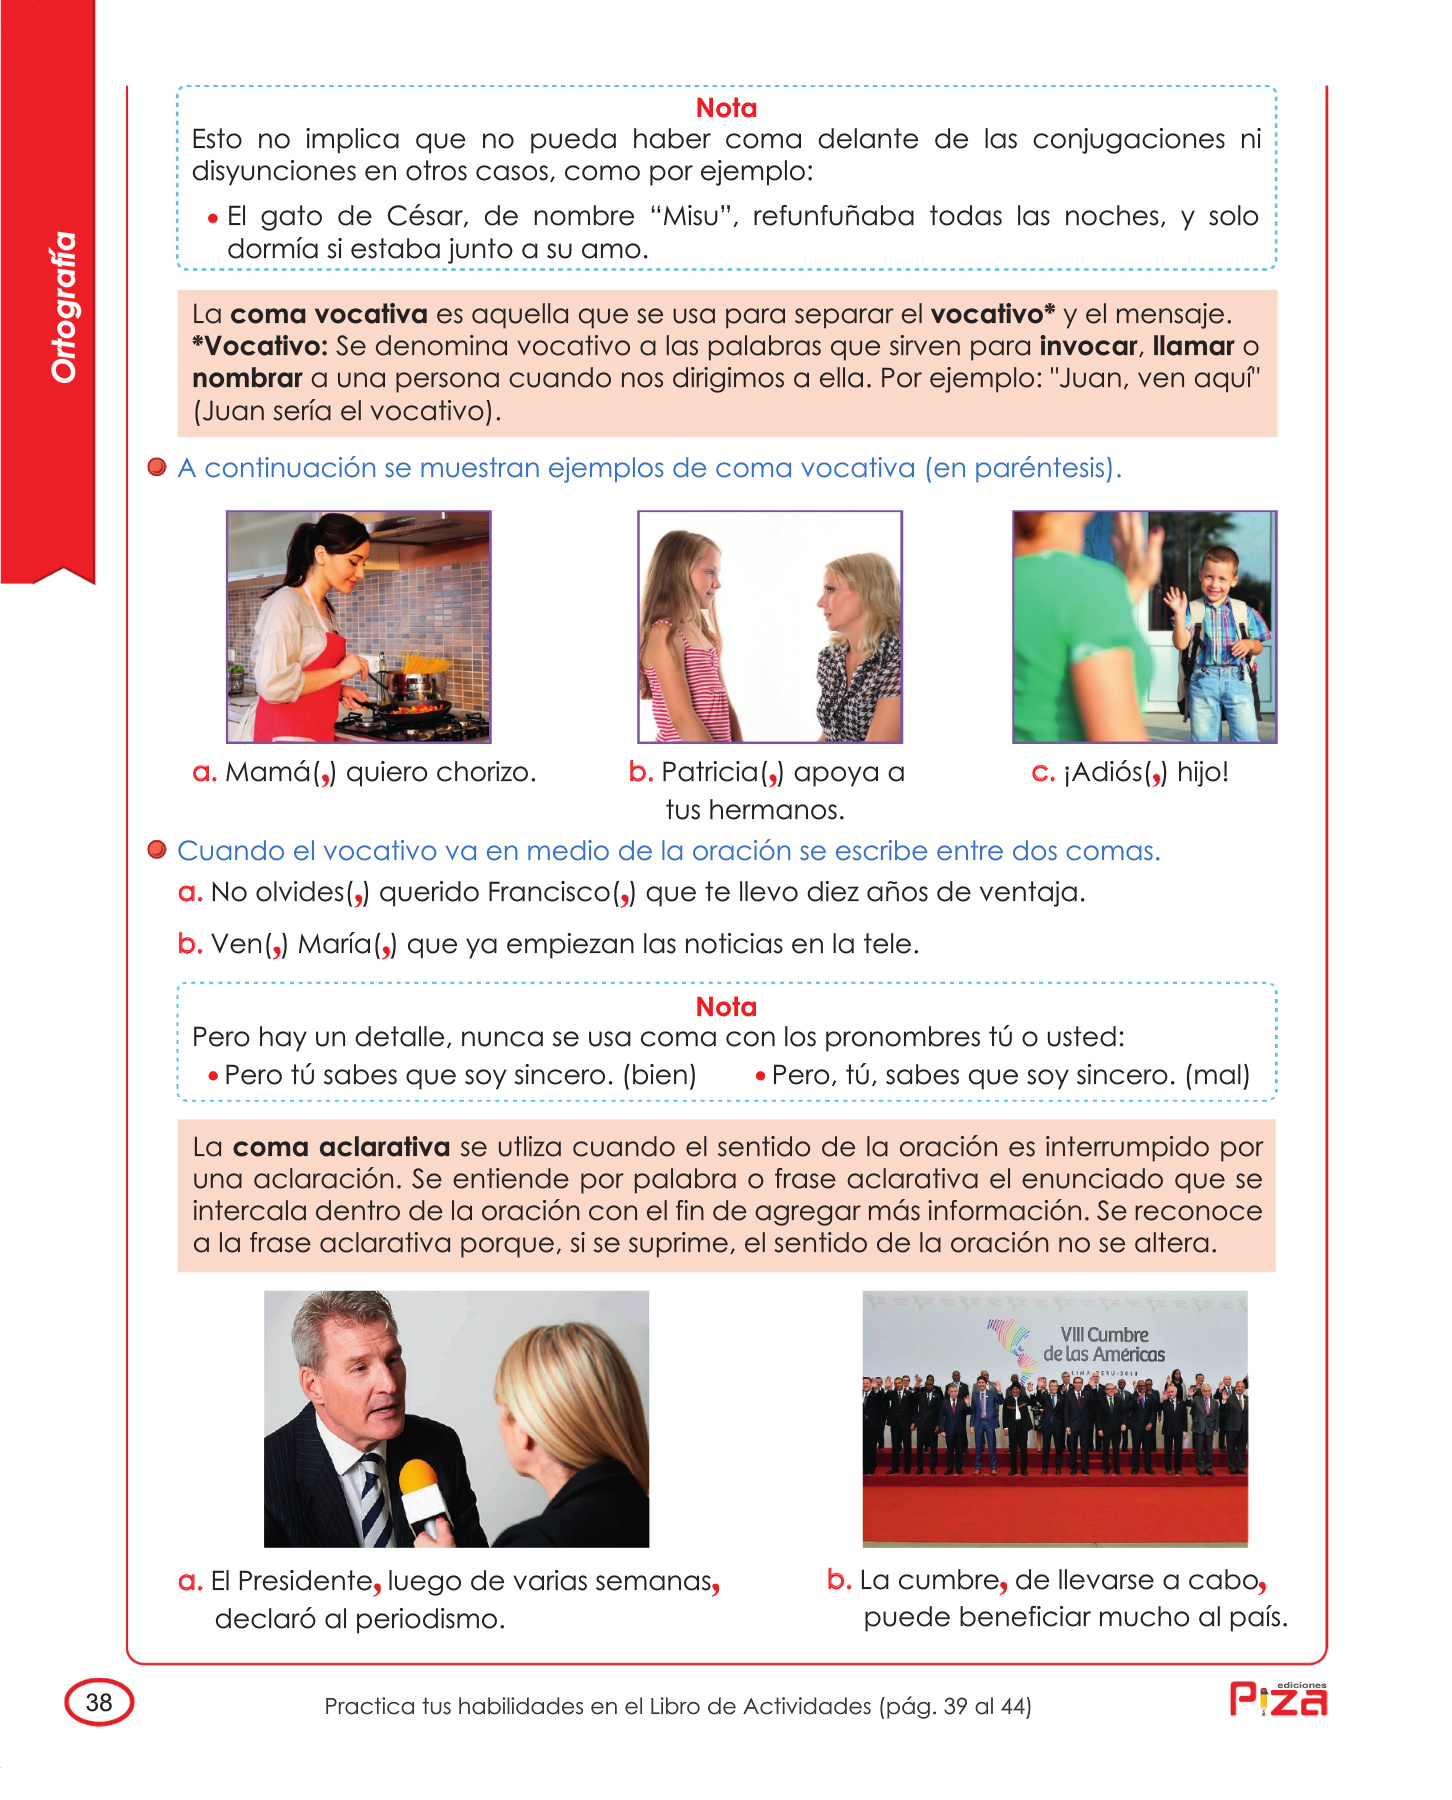 Ortografía
Nota
Esto no implica que no pueda haber coma delante de las conjugaciones ni
disyunciones en otros casos, como por ejemplo:
• El gato de César, de nombre “Misu”, refunfuñaba todas las noches, y solo
dormía si estaba junto a su amo.
La coma vocativa es aquella que se usa para separar el vocativo* y el mensaje.
*Vocativo: Se denomina vocativo a las palabras que sirven para invocar, llamar o
nombrar a una persona cuando nos dirigimos a ella. Por ejemplo: "Juan, ven aquí"
(Juan sería el vocativo).
A continuación se muestran ejemplos de coma vocativa (en paréntesis).
a. Mamá(,) quiero chorizo.
b. Patricia(,) apoya a
tus hermanos.
c. ¡Adiós(,) hijo!
Cuando el vocativo va en medio de la oración se escribe entre dos comas.
a. No olvides(,) querido Francisco(,) que te llevo diez años de ventaja.
b. Ven(,) María(,) que ya empiezan las noticias en la tele.
Nota
Pero hay un detalle, nunca se usa coma con los pronombres tú o usted:
• Pero tú sabes que soy sincero. (bien) • Pero, tú, sabes que soy sincero. (mal)
La coma aclarativa se utliza cuando el sentido de la oración es interrumpido por
una aclaración. Se entiende por palabra o frase aclarativa el enunciado que se
intercala dentro de la oración con el fin de agregar más información. Se reconoce
a la frase aclarativa porque, si se suprime, el sentido de la oración no se altera.
VIII Cumbre
de las Américas
LIMA PERU-2018
a. El Presidente, luego de varias semanas,
declaró al periodismo.
b. La cumbre, de llevarse a cabo,
puede beneficiar mucho al país.
38
Practica tus habilidades en el Libro de Actividades (pág. 39 al 44)
ediciones
Piza